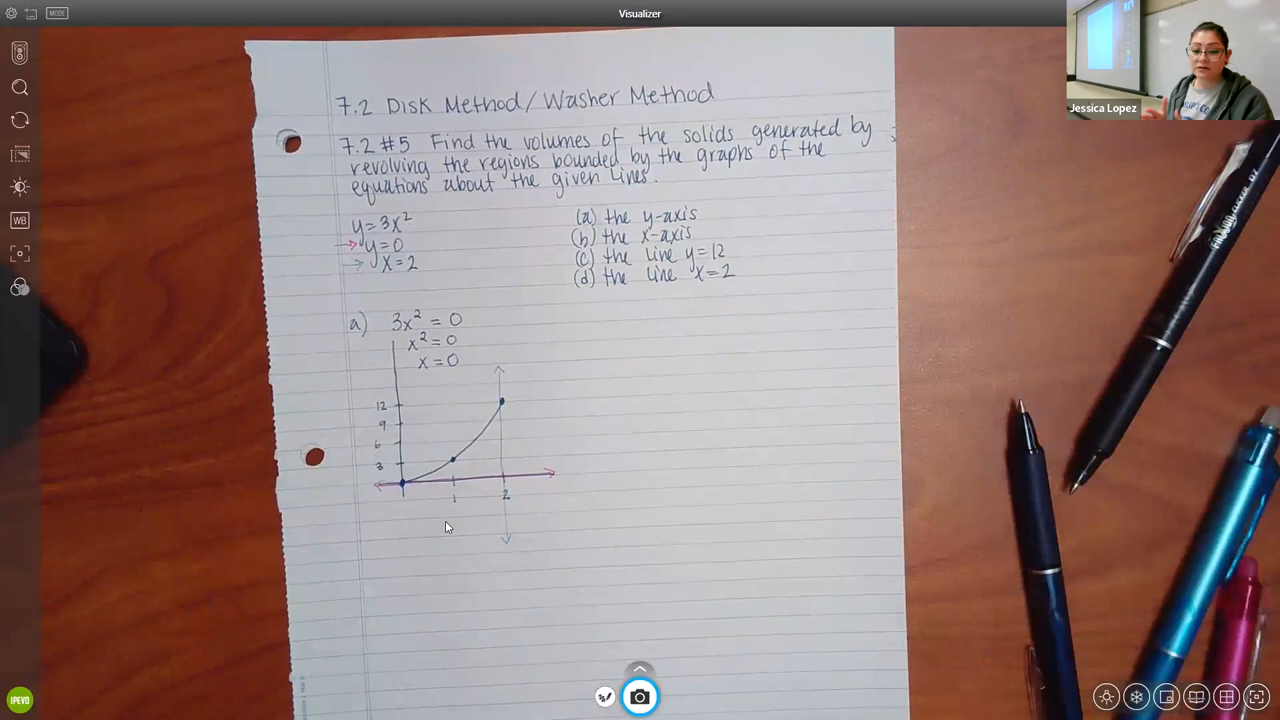 MODE
Visualizer
Jessica Lopez
WB
7.2 Disk Method/Washer Method
7.2 #5 Find the volumes of the solids generated by
revolving the regions bounded by the graphs of the
equations about the given lines.
y=3x²
y=0
x=2
(a) the y-axis
(b) the x-axis
(c) the line y=12
(d) the line x=2
a) 3x² = 0
x² = 0
x = 0
12
9
6
3
1
2
IPEVO